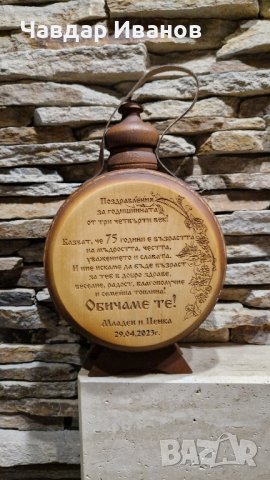 Чавдар Иванов
Поздравления
за годишнината
от три четвърти век!
Казват, че 75 години е възрастта
на мъдростта, честта,
уважението и славата.
И ние искаме да бъде възраст
за теб в добро здраве,
веселие, радост, благополучие
и семейна топлина!
Обичаме те!
Младен и Пенка
29.04.2023г.
BAZAR